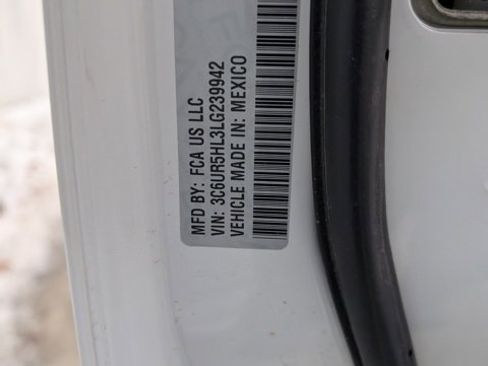 MFD BY: FCA US LLC
VIN: 3C6UR5HL3LG239942
VEHICLE MADE IN: MEXICO